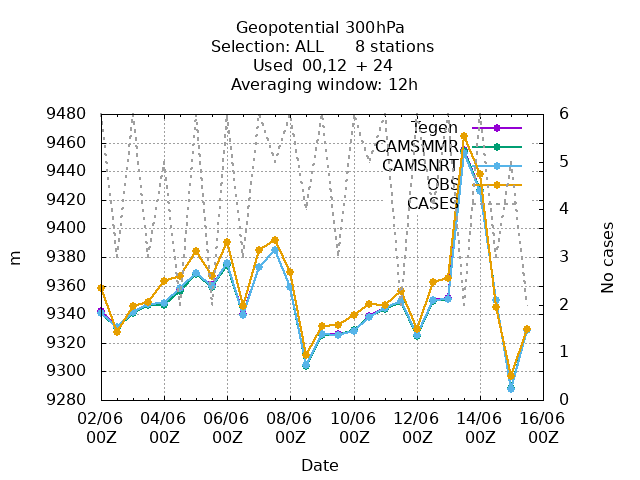 Geopotential 300hPa
Selection: ALL 8 stations
Used 00,12 + 24
Averaging window: 12h
9480 6
Tegen
9460
CAMSMMR
9440
CAMSNRT 5
9420
OBS
9400 4
CASES
9380 3
9360
9340 2
9320 1
9300
9280 0
m
No cases
02/06 04/06 06/06 08/06 10/06 12/06 14/06 16/06
00Z 00Z 00Z 00Z 00Z 00Z 00Z 00Z
Date